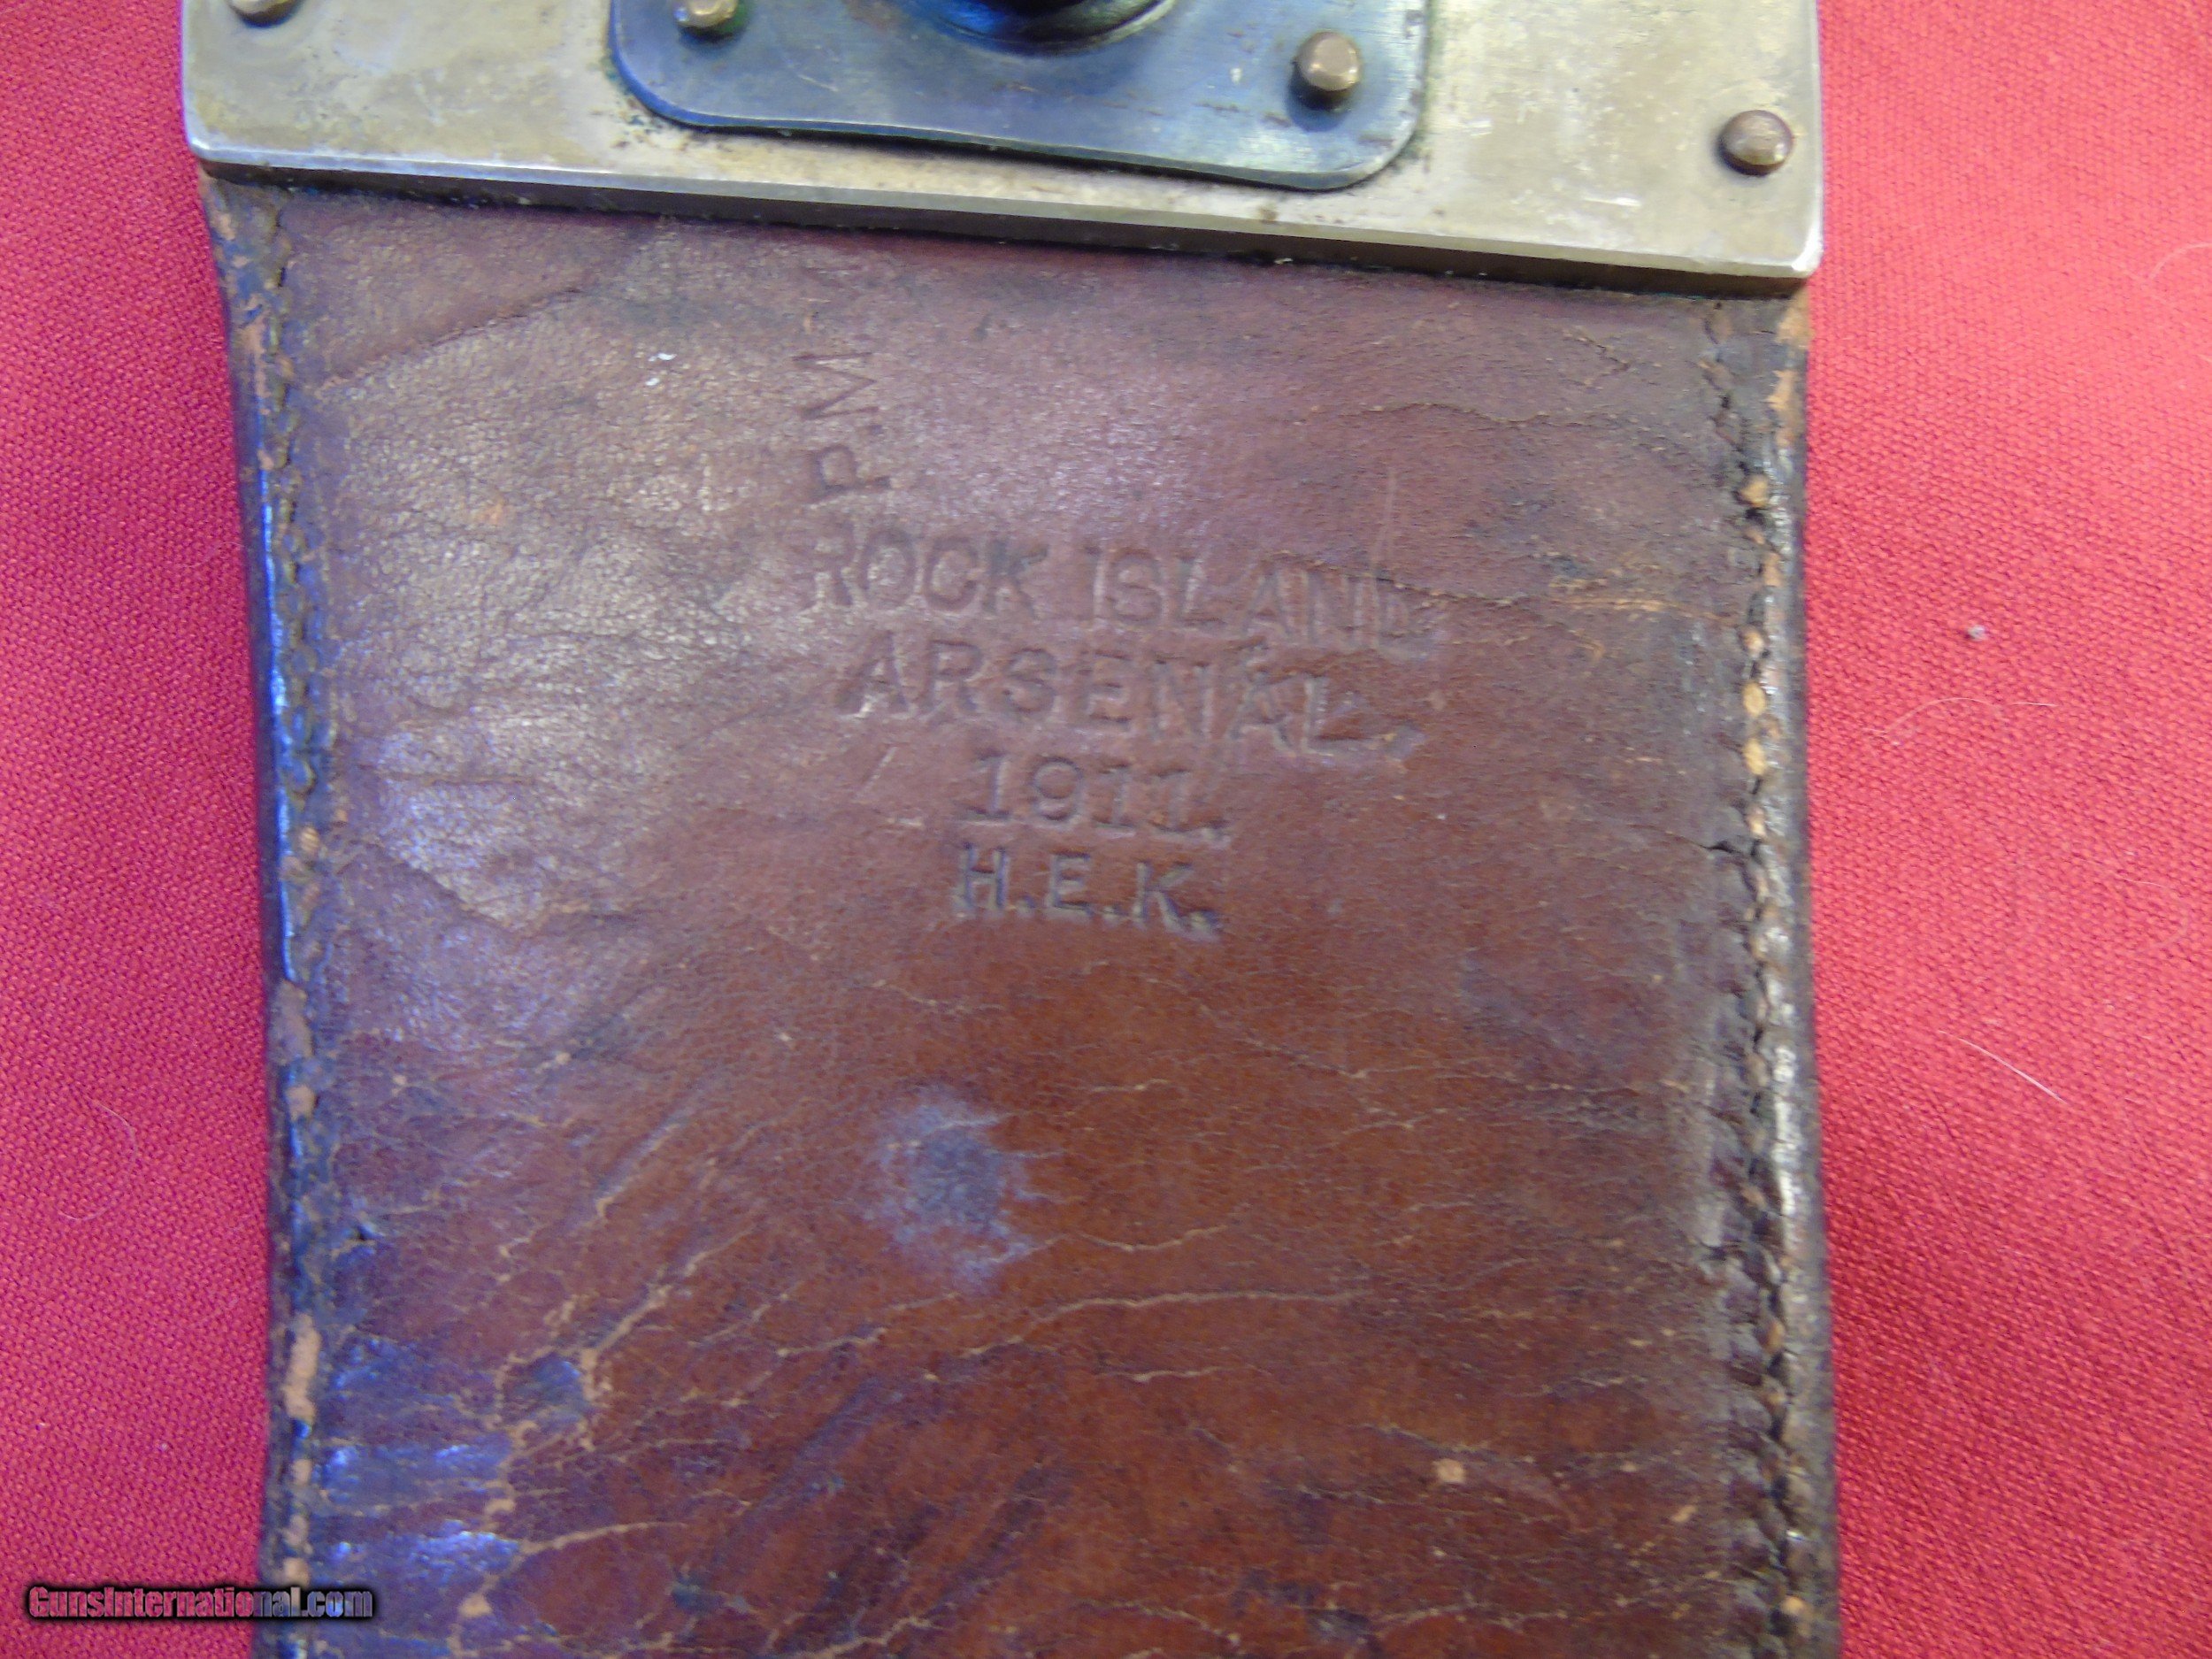 P.M.
ROCK ISLAND
ARSENAL.
1911.
H.E.K.
GunsInternational.com